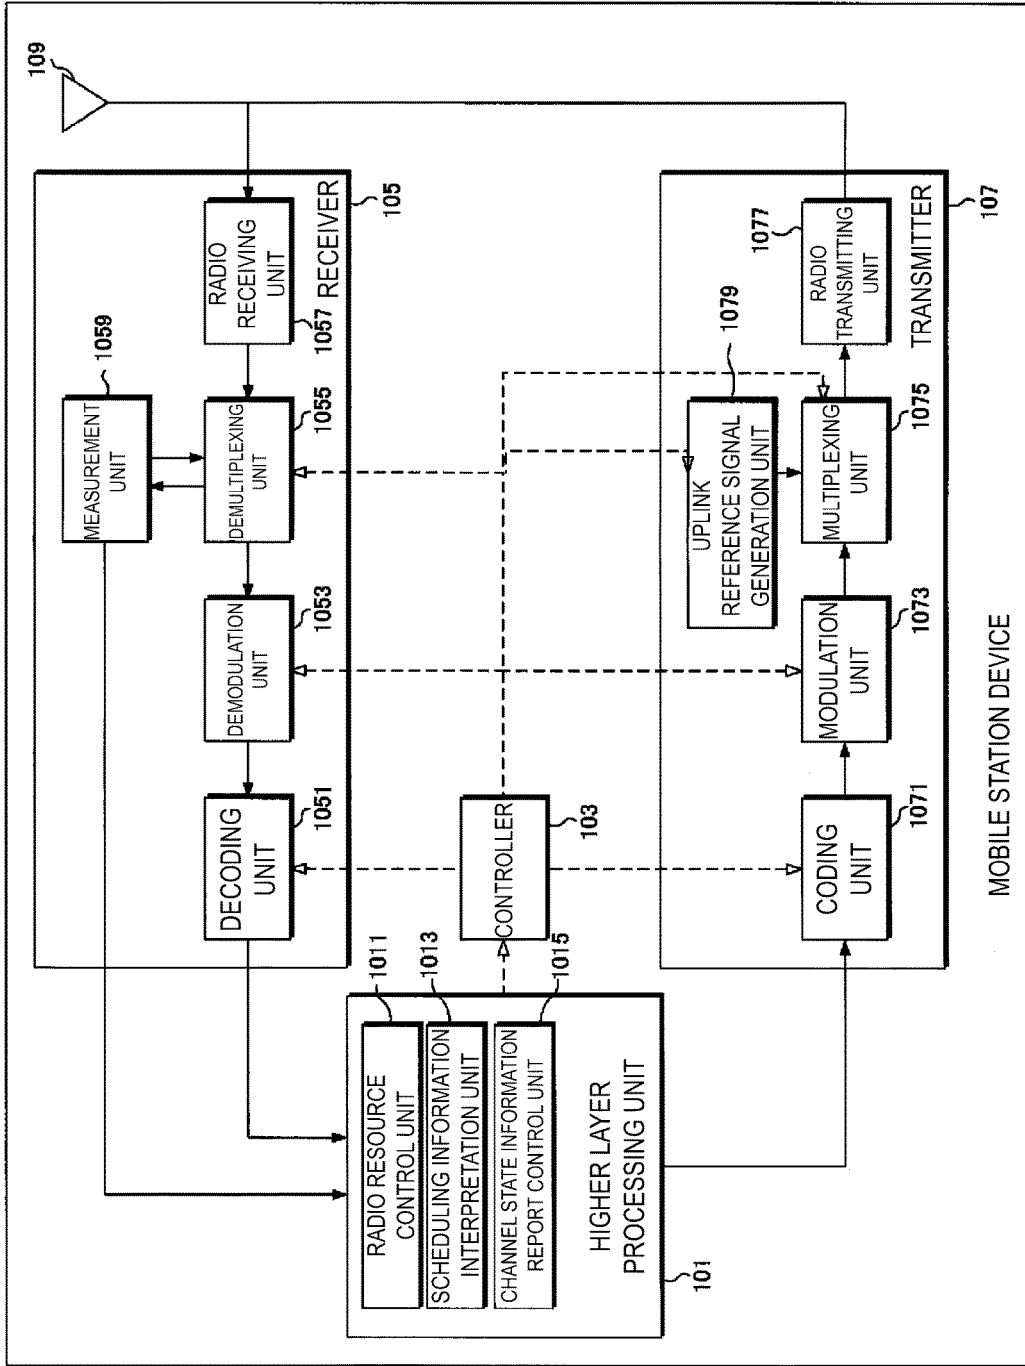 109
RADIO
RECEIVING
UNIT
1057
RECEIVER
105
MEASUREMENT
UNIT
1059
DEMULTIPLEXING
UNIT
1055
DEMODULATION
UNIT
1053
DECODING
UNIT
1051
CONTROLLER
103
RADIO RESOURCE
CONTROL UNIT
1011
SCHEDULING INFORMATION
INTERPRETATION UNIT
1013
CHANNEL STATE INFORMATION
REPORT CONTROL UNIT
1015
HIGHER LAYER
PROCESSING UNIT
101
CODING
UNIT
1071
MODULATION
UNIT
1073
MULTIPLEXING
UNIT
1075
UPLINK
REFERENCE SIGNAL
GENERATION UNIT
1079
RADIO
TRANSMITTING
UNIT
1077
TRANSMITTER
107
MOBILE STATION DEVICE